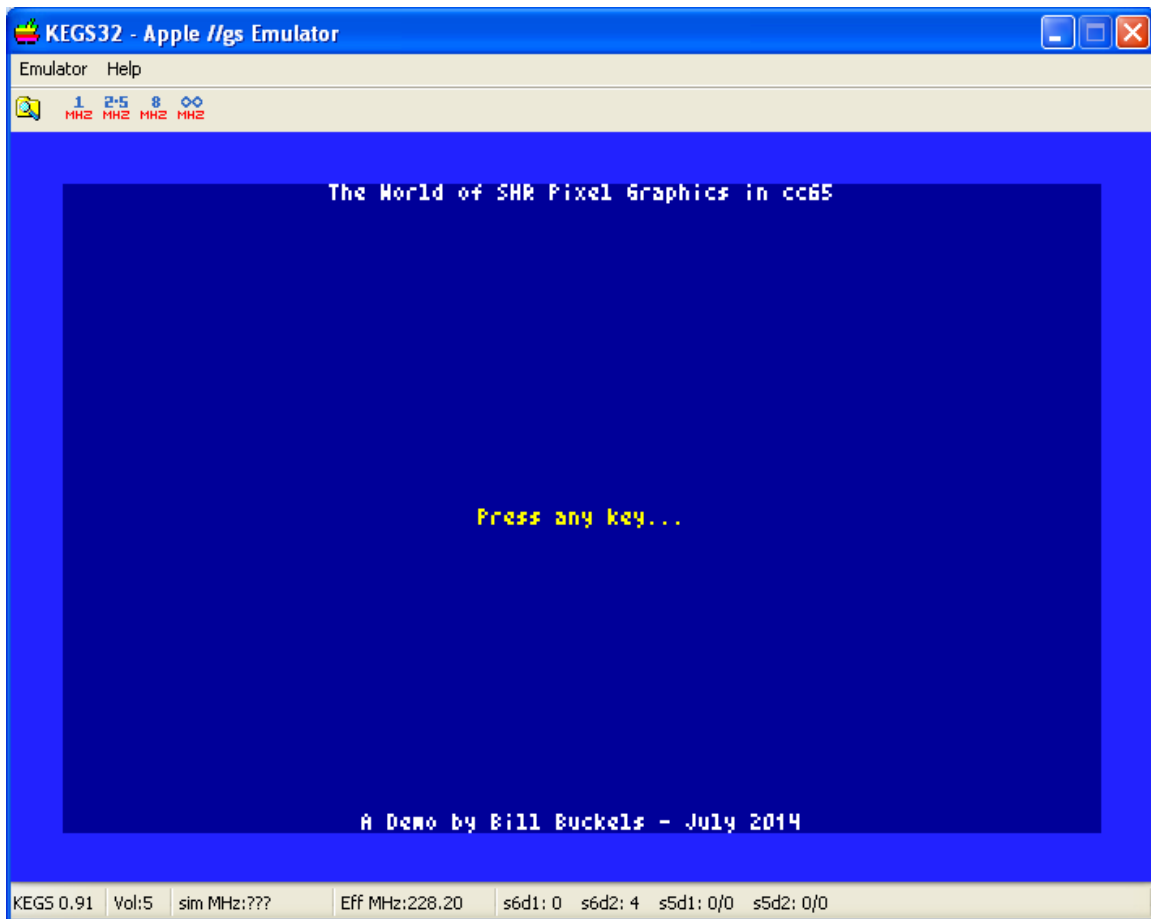 KEGS32 - Apple //gs Emulator
Emulator Help
1 MHZ 2·5 MHZ 8 MHZ ∞ MHZ
The World of SHR Pixel Graphics in cc65
Press any key...
A Demo by Bill Buckels - July 2014
KEGS 0.91 Vol:5 sim MHz:??? Eff MHz:228.20 s6d1: 0 s6d2: 4 s5d1: 0/0 s5d2: 0/0